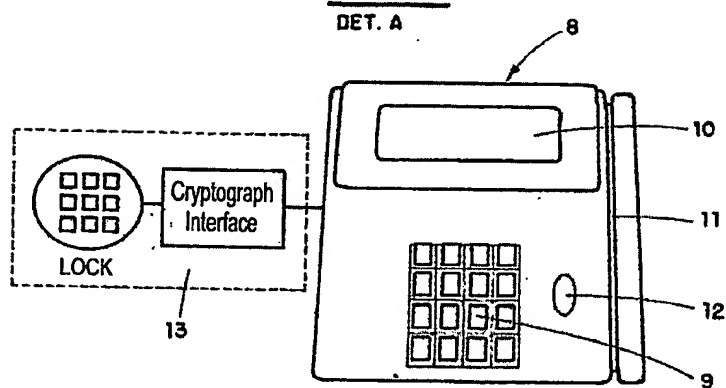 DET. A
8
10
Cryptograph
Interface
11
LOCK
13
12
9